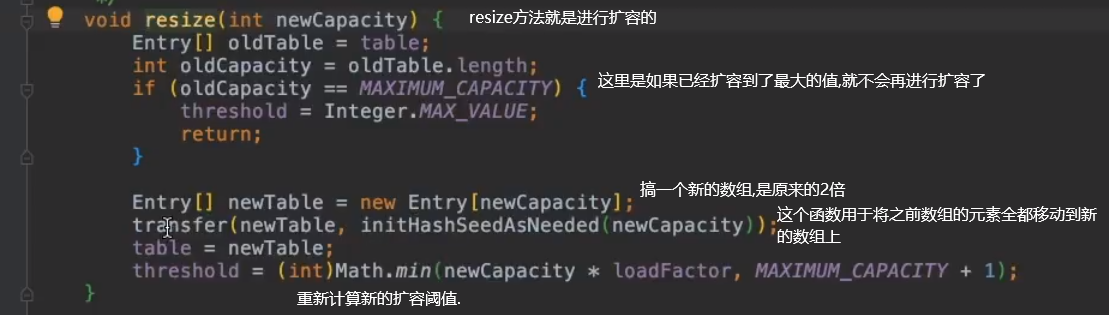 */
void resize(int newCapacity) { resize方法就是进行扩容的
Entry[] oldTable = table;
int oldCapacity = oldTable.length;
if (oldCapacity == MAXIMUM_CAPACITY) { 这里是如果已经扩容到了最大的值,就不会再进行扩容了
threshold = Integer.MAX_VALUE;
return;
}
Entry[] newTable = new Entry[newCapacity]; 搞一个新的数组,是原来的2倍
transfer(newTable, initHashSeedAsNeeded(newCapacity)); 这个函数用于将之前数组的元素全都移动到新
的数组上
table = newTable;
threshold = (int)Math.min(newCapacity * loadFactor, MAXIMUM_CAPACITY + 1);
} 重新计算新的扩容阈值.